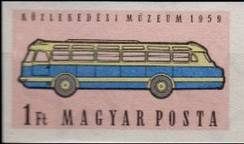 KÖZLEKEDÉSI MÚZEUM 1959
1Ft MAGYAR POSTA